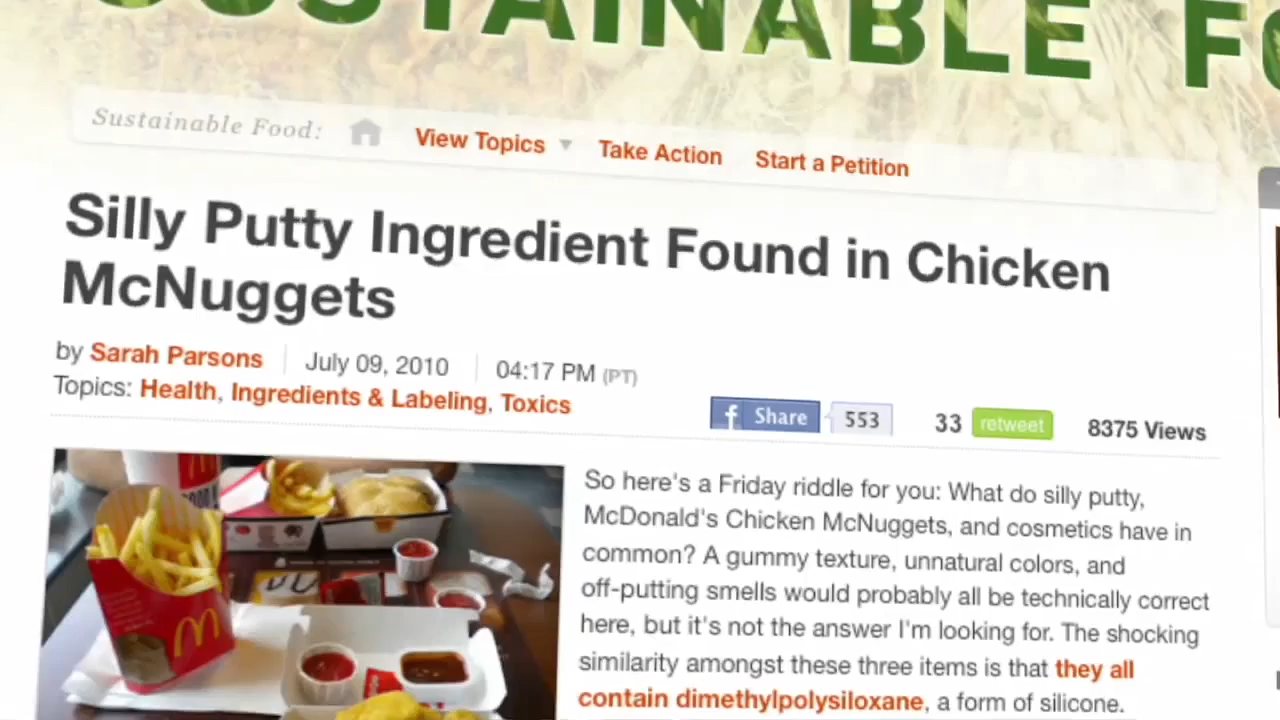 SUSTAINABLE FO
Sustainable Food: View Topics Take Action Start a Petition
Silly Putty Ingredient Found in Chicken
McNuggets
by Sarah Parsons July 09, 2010 04:17 PM (PT)
Topics: Health, Ingredients & Labeling, Toxics
f Share 553 33 retweet 8375 Views
So here's a Friday riddle for you: What do silly putty,
McDonald's Chicken McNuggets, and cosmetics have in
common? A gummy texture, unnatural colors, and
off-putting smells would probably all be technically correct
here, but it's not the answer I'm looking for. The shocking
similarity amongst these three items is that they all
contain dimethylpolysiloxane, a form of silicone.